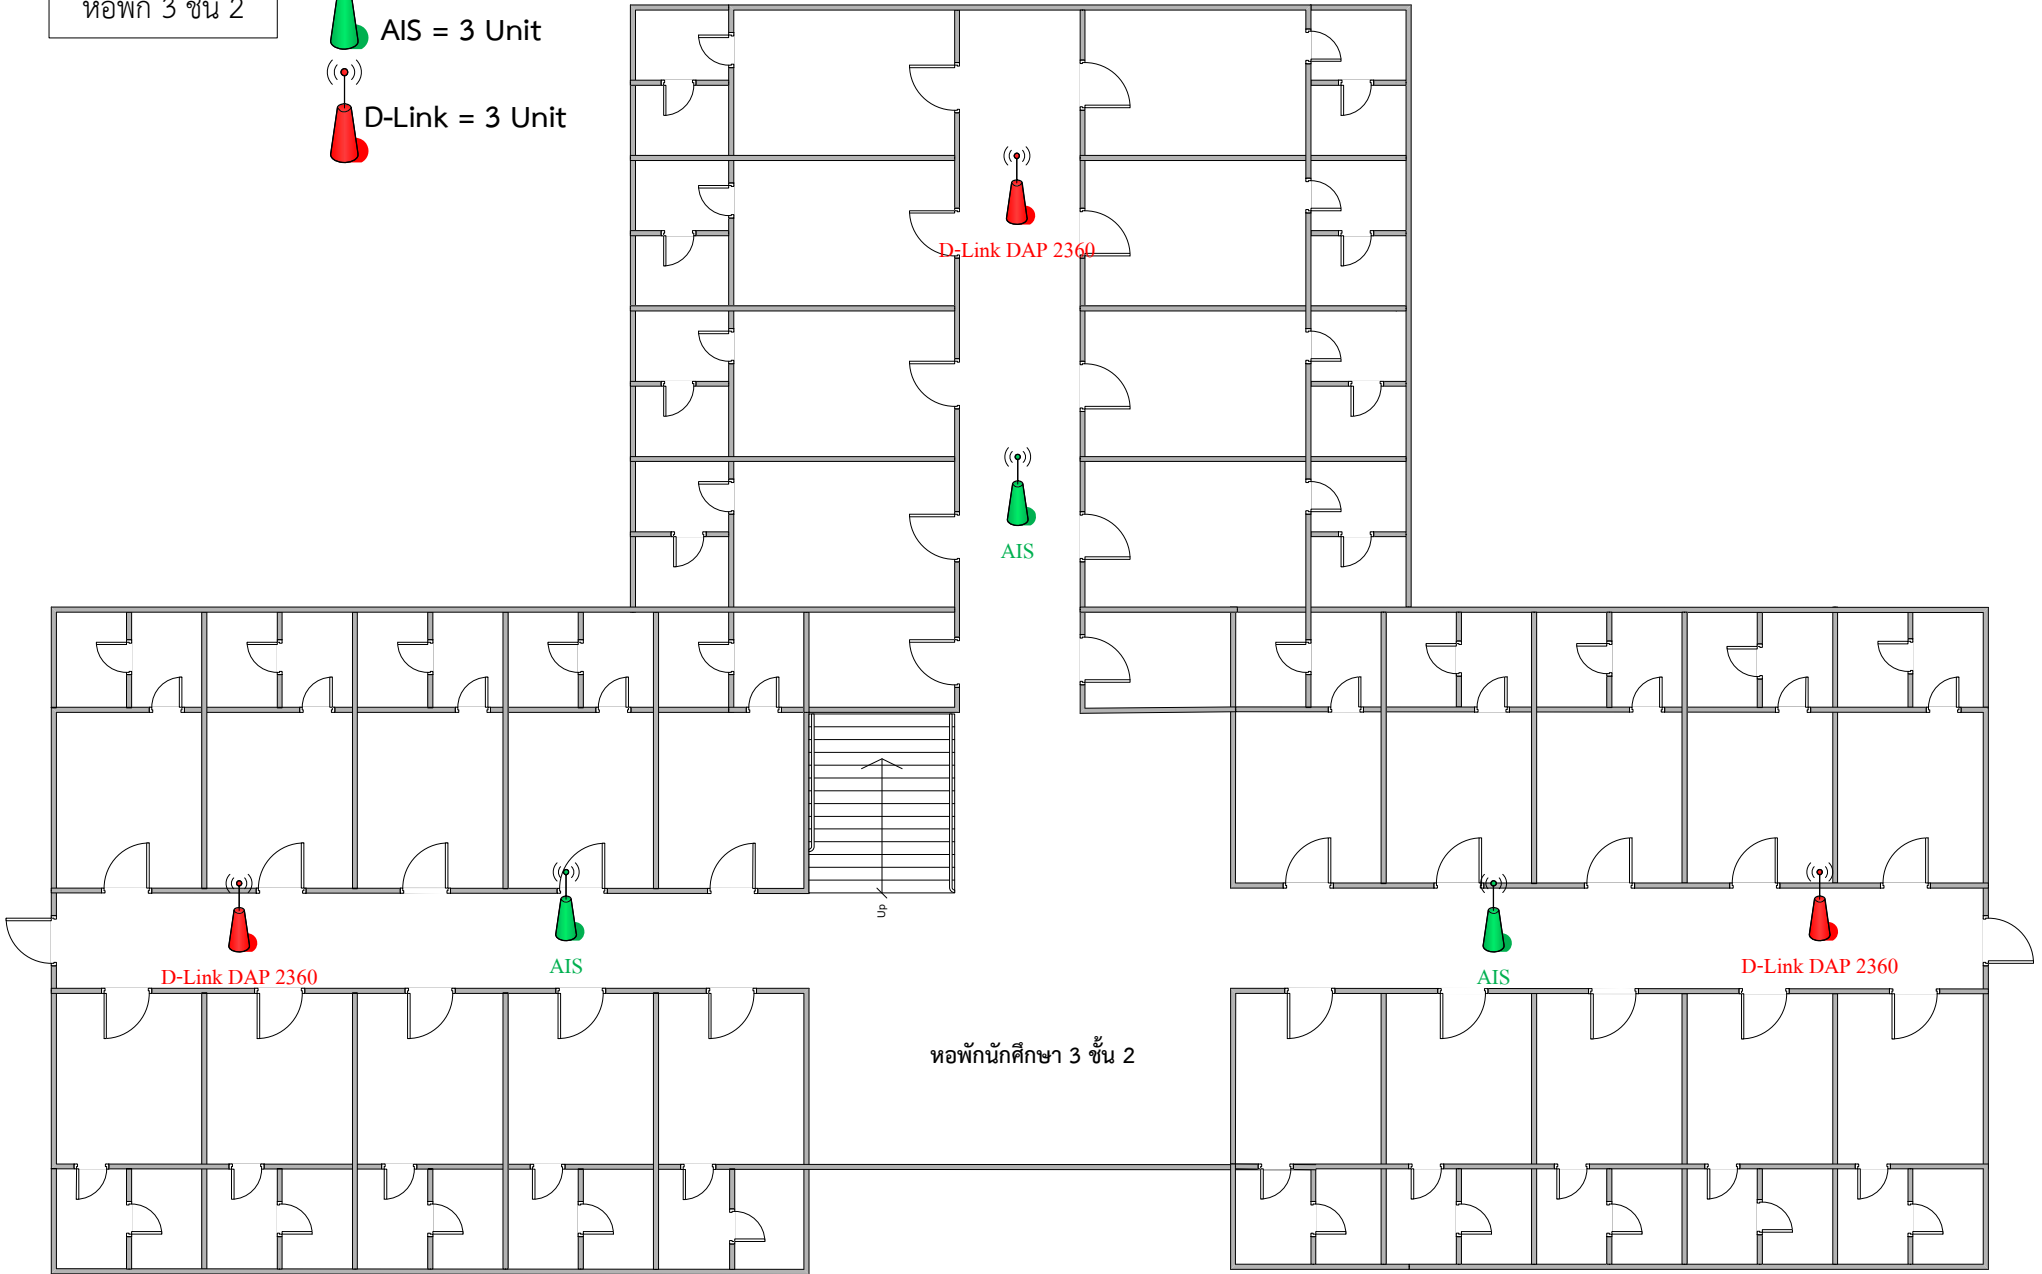 หอพัก 3 ชั้น 2
AIS = 3 Unit
D-Link = 3 Unit
D-Link DAP 2360
AIS
Up
D-Link DAP 2360
AIS
AIS
D-Link DAP 2360
หอพักนักศึกษา 3 ชั้น 2